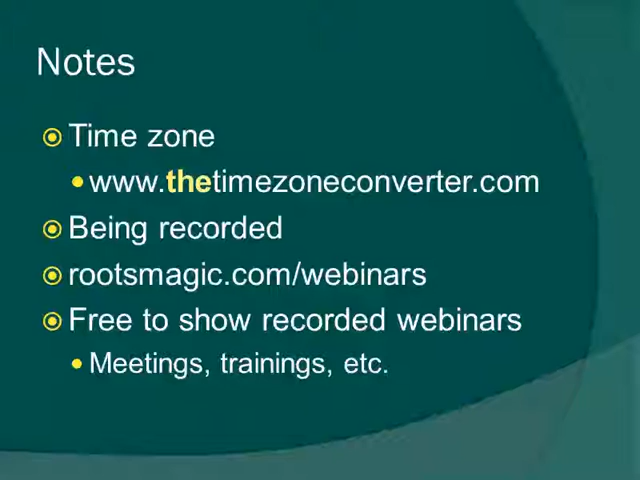 Notes
Time zone
www.thetimezoneconverter.com
Being recorded
rootsmagic.com/webinars
Free to show recorded webinars
Meetings, trainings, etc.